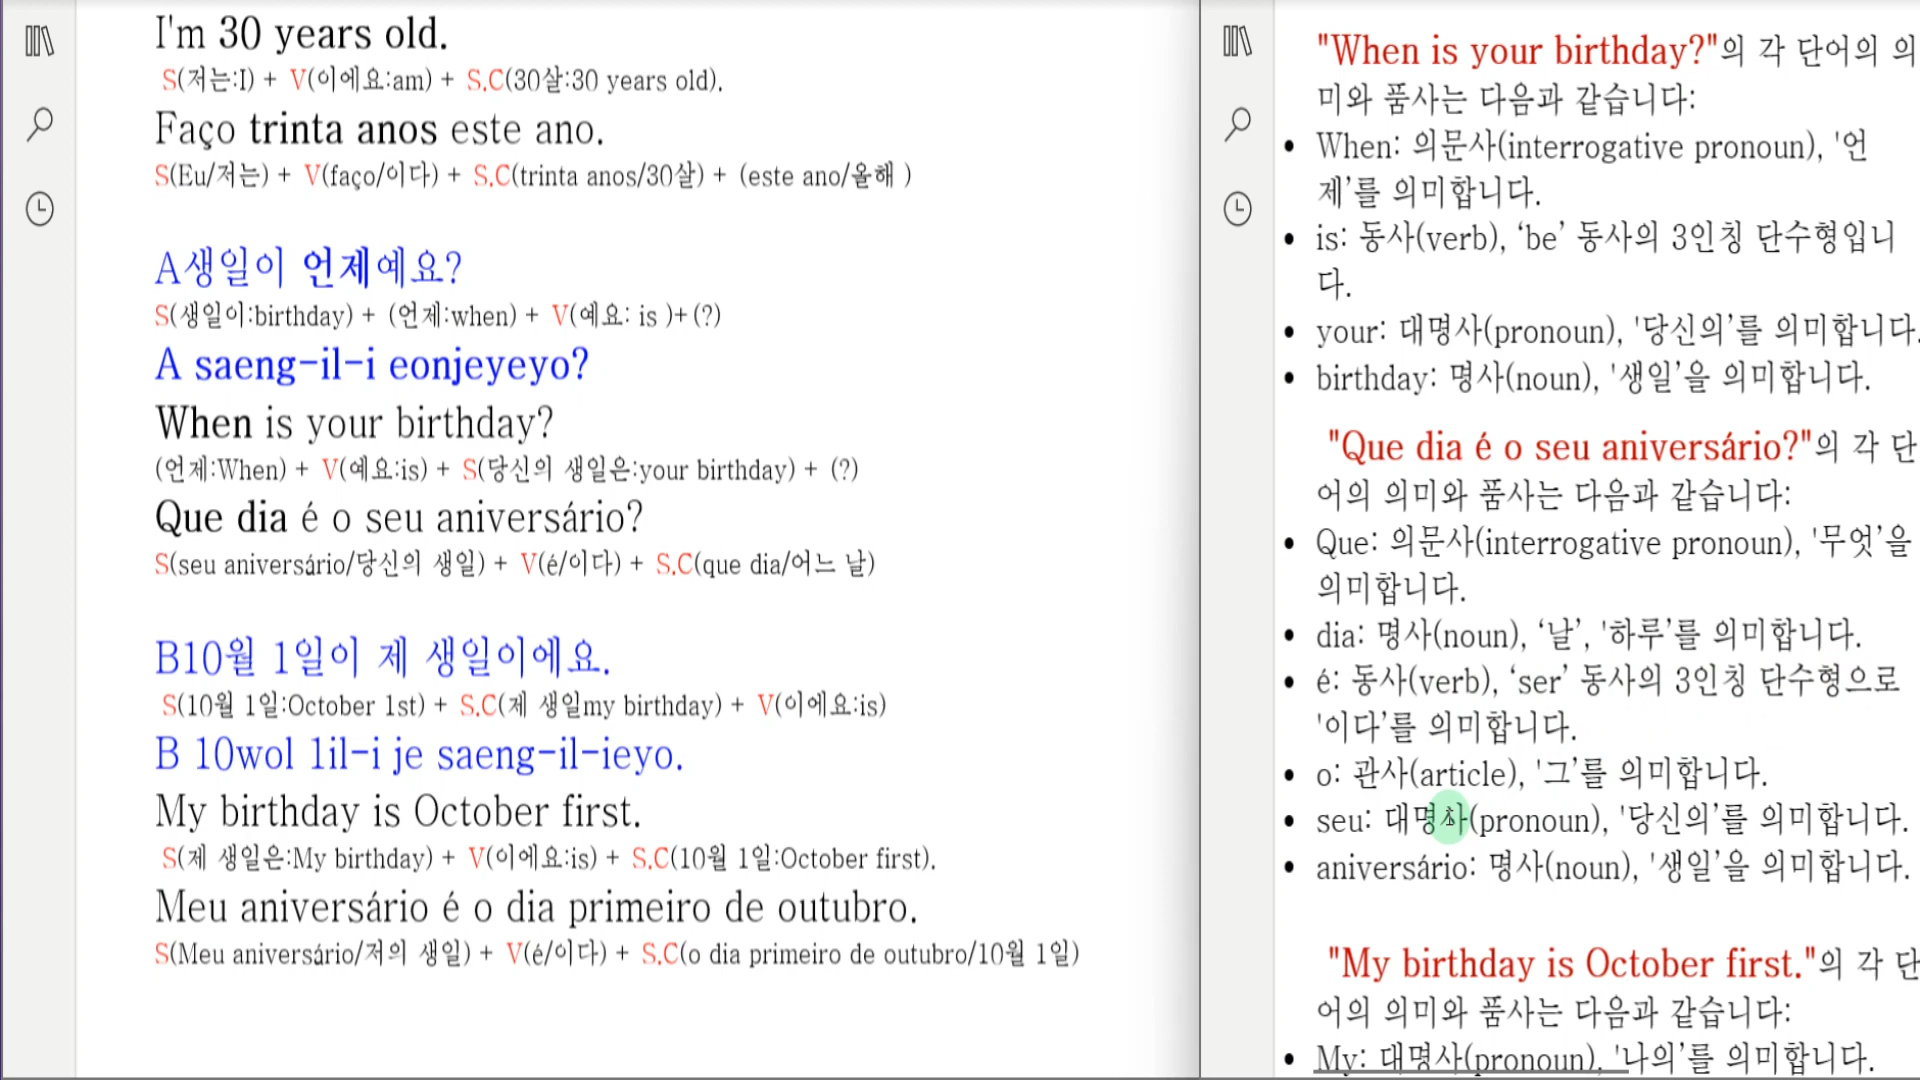 I'm 30 years old.
S(저는:I) + V(이에요:am) + S.C(30살:30 years old).
Faço trinta anos este ano.
S(Eu/저는) + V(faço/이다) + S.C(trinta anos/30살) + (este ano/올해 )
A생일이 언제예요?
S(생일이:birthday) + (언제:when) + V(예요: is )+(?)
A saeng-il-i eonjeyeyo?
When is your birthday?
(언제:When) + V(예요:is) + S(당신의 생일은:your birthday) + (?)
Que dia é o seu aniversário?
S(seu aniversário/당신의 생일) + V(é/이다) + S.C(que dia/어느 날)
B10월 1일이 제 생일이에요.
S(10월 1일:October 1st) + S.C(제 생일my birthday) + V(이에요:is)
B 10wol 1il-i je saeng-il-ieyo.
My birthday is October first.
S(제 생일은:My birthday) + V(이에요:is) + S.C(10월 1일:October first).
Meu aniversário é o dia primeiro de outubro.
S(Meu aniversário/저의 생일) + V(é/이다) + S.C(o dia primeiro de outubro/10월 1일)
"When is your birthday?"의 각 단어의 의
미와 품사는 다음과 같습니다:
• When: 의문사(interrogative pronoun), '언
제’를 의미합니다.
• is: 동사(verb), ‘be’ 동사의 3인칭 단수형입니
다.
• your: 대명사(pronoun), '당신의’를 의미합니다.
• birthday: 명사(noun), '생일’을 의미합니다.
"Que dia é o seu aniversário?"의 각 단
어의 의미와 품사는 다음과 같습니다:
• Que: 의문사(interrogative pronoun), '무엇’을
의미합니다.
• dia: 명사(noun), ‘날’, '하루’를 의미합니다.
• é: 동사(verb), ‘ser’ 동사의 3인칭 단수형으로
'이다’를 의미합니다.
• o: 관사(article), '그’를 의미합니다.
• seu: 대명사(pronoun), '당신의’를 의미합니다.
• aniversário: 명사(noun), '생일’을 의미합니다.
"My birthday is October first."의 각 단
어의 의미와 품사는 다음과 같습니다:
• My: 대명사(pronoun), '나의’를 의미합니다.